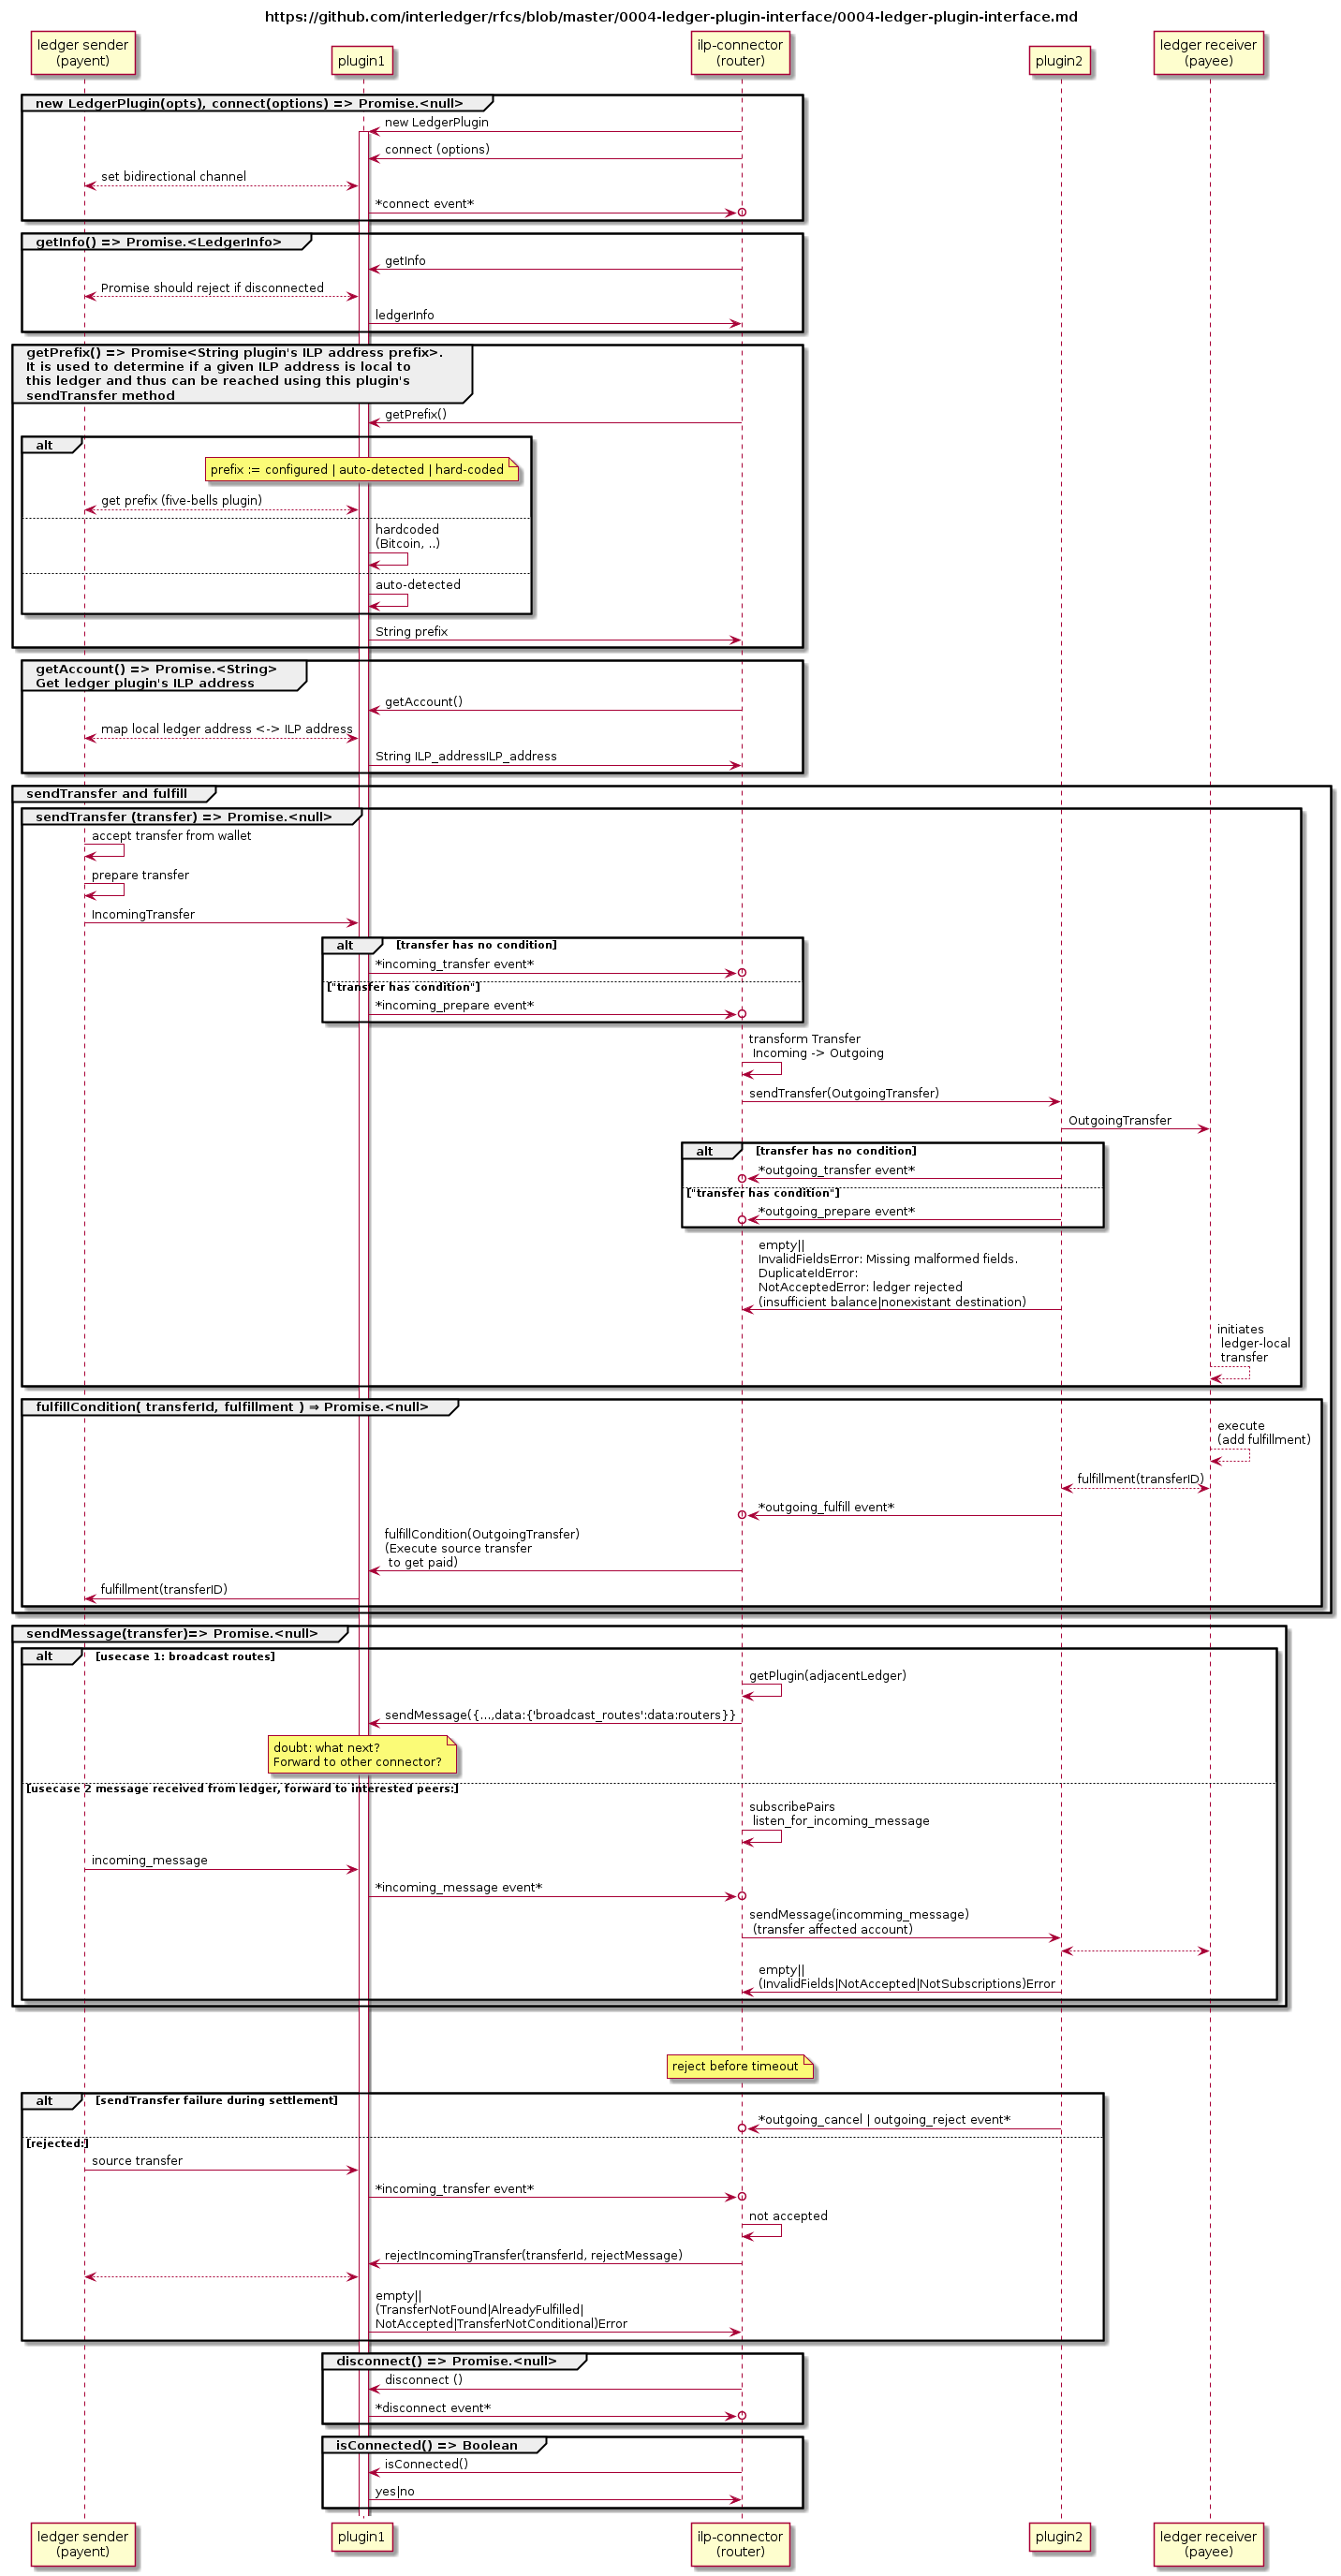 https://github.com/interledger/rfcs/blob/master/0004-ledger-plugin-interface/0004-ledger-plugin-interface.md
ledger sender
(payent)
plugin1
ilp-connector
(router)
plugin2
ledger receiver
(payee)
new LedgerPlugin(opts), connect(options) => Promise.<null>
new LedgerPlugin
connect (options)
set bidirectional channel
*connect event*
getInfo() => Promise.<LedgerInfo>
getInfo
Promise should reject if disconnected
ledgerInfo
getPrefix() => Promise<String plugin's ILP address prefix>.
It is used to determine if a given ILP address is local to
this ledger and thus can be reached using this plugin's
sendTransfer method
getPrefix()
alt
prefix := configured | auto-detected | hard-coded
get prefix (five-bells plugin)
hardcoded
(Bitcoin, ..)
auto-detected
String prefix
getAccount() => Promise.<String>
Get ledger plugin's ILP address
getAccount()
map local ledger address <-> ILP address
String ILP_addressILP_address
sendTransfer and fulfill
sendTransfer (transfer) => Promise.<null>
accept transfer from wallet
prepare transfer
IncomingTransfer
alt [transfer has no condition]
*incoming_transfer event*
["transfer has condition"]
*incoming_prepare event*
transform Transfer
Incoming -> Outgoing
sendTransfer(OutgoingTransfer)
OutgoingTransfer
alt [transfer has no condition]
*outgoing_transfer event*
["transfer has condition"]
*outgoing_prepare event*
empty||
InvalidFieldsError: Missing malformed fields.
DuplicateIdError:
NotAcceptedError: ledger rejected
(insufficient balance|nonexistant destination)
initiates
ledger-local
transfer
fulfillCondition( transferId, fulfillment ) ⇒ Promise.<null>
execute
(add fulfillment)
fulfillment(transferID)
*outgoing_fulfill event*
fulfillCondition(OutgoingTransfer)
(Execute source transfer
to get paid)
fulfillment(transferID)
sendMessage(transfer)=> Promise.<null>
alt [usecase 1: broadcast routes]
getPlugin(adjacentLedger)
sendMessage({...,data:{'broadcast_routes':data:routers}}
doubt: what next?
Forward to other connector?
[usecase 2 message received from ledger, forward to interested peers:]
subscribePairs
listen_for_incoming_message
incoming_message
*incoming_message event*
sendMessage(incomming_message)
(transfer affected account)
empty||
(InvalidFields|NotAccepted|NotSubscriptions)Error
reject before timeout
alt [sendTransfer failure during settlement]
*outgoing_cancel | outgoing_reject event*
[rejected:]
source transfer
*incoming_transfer event*
not accepted
rejectIncomingTransfer(transferId, rejectMessage)
empty||
(TransferNotFound|AlreadyFulfilled|
NotAccepted|TransferNotConditional)Error
disconnect() => Promise.<null>
disconnect ()
*disconnect event*
isConnected() => Boolean
isConnected()
yes|no
ledger sender
(payent)
plugin1
ilp-connector
(router)
plugin2
ledger receiver
(payee)